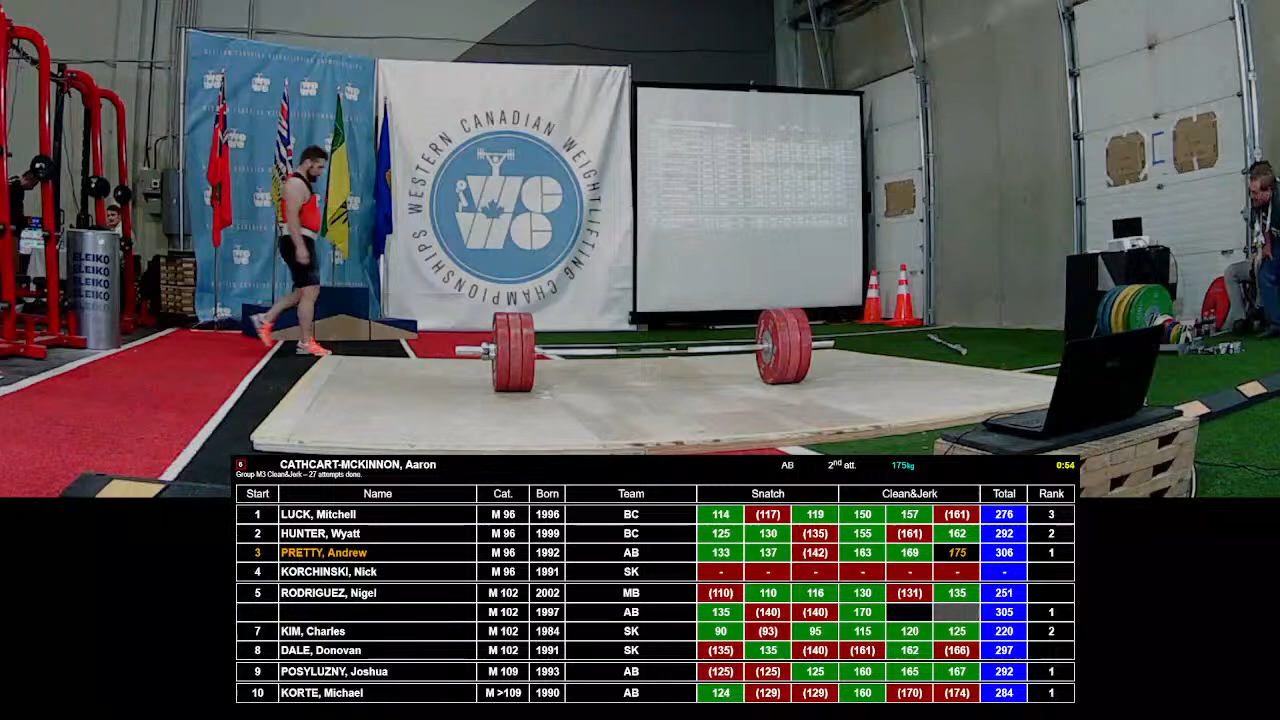 WESTERN CANADIAN WEIGHTLIFTING CHAMPIONSHIPS
WC
WC
ELEIKO
ELEIKO
ELEIKO
ELEIKO
6 CATHCART-MCKINNON, Aaron AB 2nd att. 175kg 0:54
Group M3 Clean&Jerk – 27 attempts done.
Start Name Cat. Born Team Snatch Clean&Jerk Total Rank
1 LUCK, Mitchell M 96 1996 BC 114 (117) 119 150 157 (161) 276 3
2 HUNTER, Wyatt M 96 1999 BC 125 130 (135) 155 (161) 162 292 2
3 PRETTY, Andrew M 96 1992 AB 133 137 (142) 163 169 175 306 1
4 KORCHINSKI, Nick M 96 1991 SK - - - - - - -
5 RODRIGUEZ, Nigel M 102 2002 MB (110) 110 116 130 (131) 135 251
M 102 1997 AB 135 (140) (140) 170 305 1
7 KIM, Charles M 102 1984 SK 90 (93) 95 115 120 125 220 2
8 DALE, Donovan M 102 1991 SK (135) 135 (140) (161) 162 (166) 297
9 POSYLUZNY, Joshua M 109 1993 AB (125) (125) 125 160 165 167 292 1
10 KORTE, Michael M >109 1990 AB 124 (129) (129) 160 (170) (174) 284 1